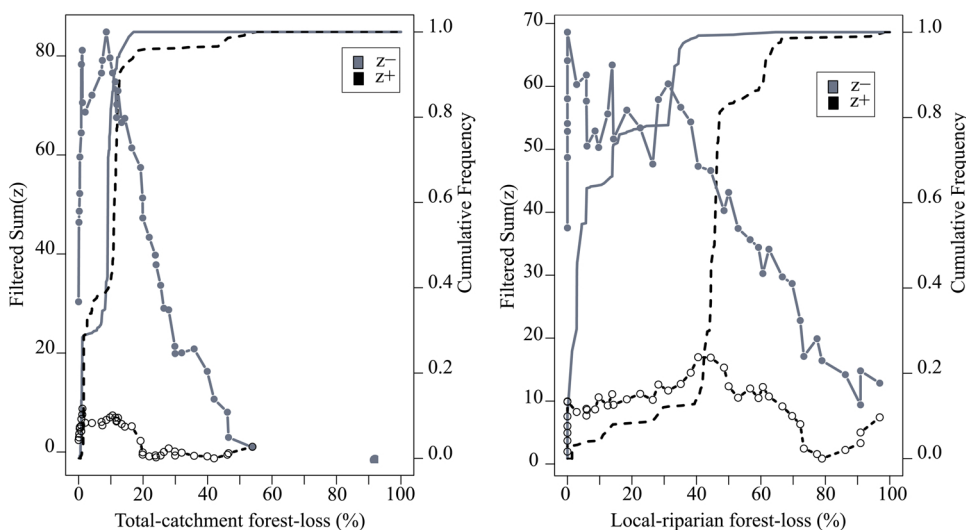 80
60
40
20
0
Filtered Sum(z)
z−
z+
1.0
0.8
0.6
0.4
0.2
0.0
Cumulative Frequency
0 20 40 60 80 100
Total-catchment forest-loss (%)
70
60
50
40
30
20
10
0
Filtered Sum(z)
z−
z+
1.0
0.8
0.6
0.4
0.2
0.0
Cumulative Frequency
0 20 40 60 80 100
Local-riparian forest-loss (%)